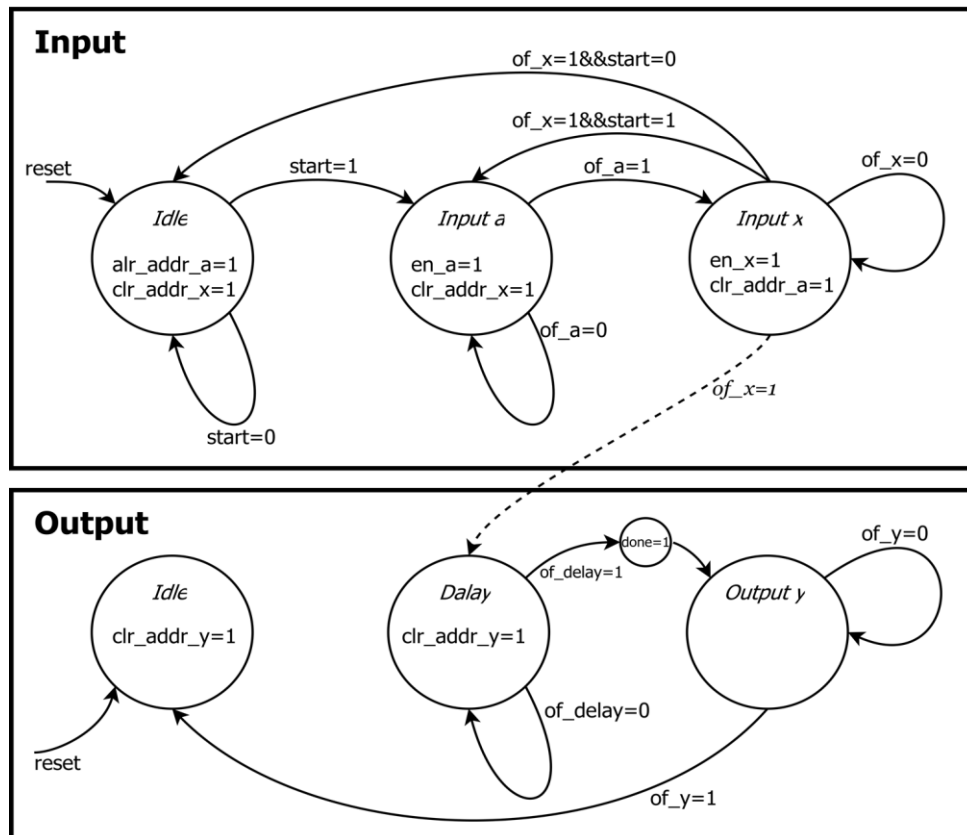 Input
of_x=1&&start=0
of_x=1&&start=1
of_x=0
reset
start=1
of_a=1
Idle
alr_addr_a=1
clr_addr_x=1
Input a
en_a=1
clr_addr_x=1
Input x
en_x=1
clr_addr_a=1
start=0
of_a=0
of_x=1
Output
done=1
of_y=0
of_delay=1
Idle
clr_addr_y=1
Dalay
clr_addr_y=1
Output y
of_delay=0
reset
of_y=1